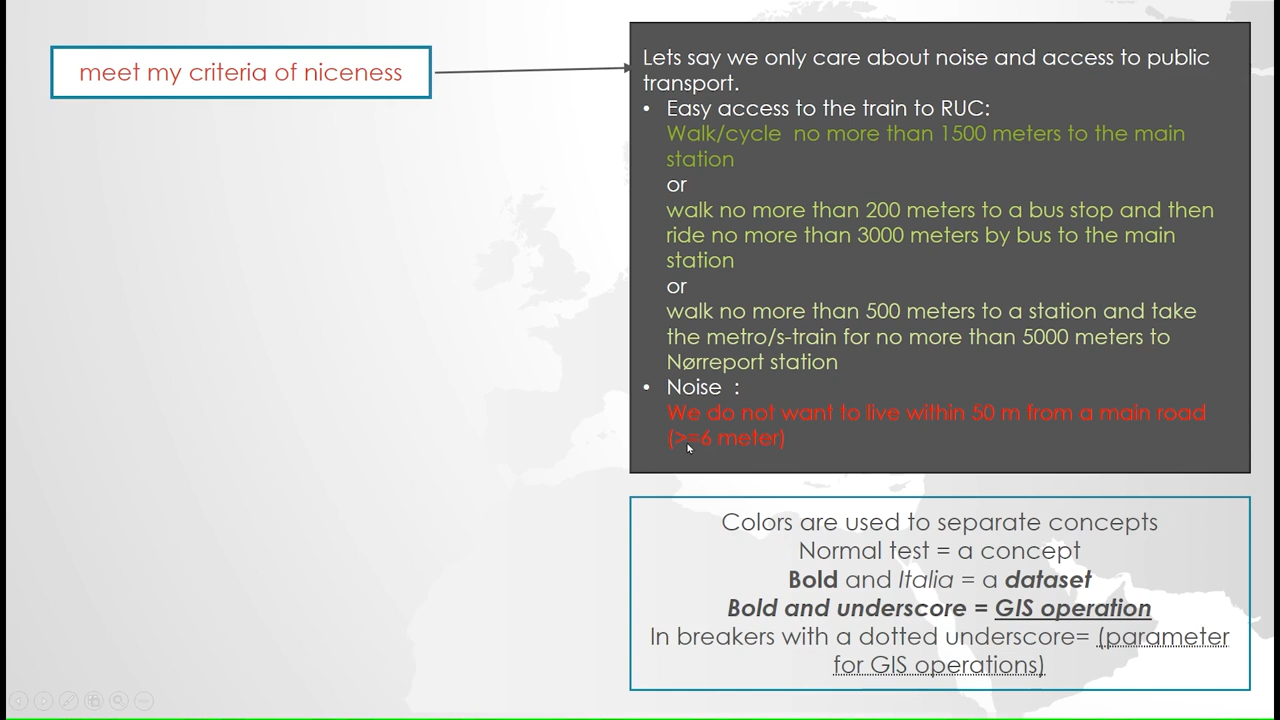 meet my criteria of niceness
Lets say we only care about noise and access to public
transport.
• Easy access to the train to RUC:
Walk/cycle  no more than 1500 meters to the main
station
or
walk no more than 200 meters to a bus stop and then
ride no more than 3000 meters by bus to the main
station
or
walk no more than 500 meters to a station and take
the metro/s-train for no more than 5000 meters to
Nørreport station
• Noise  :
We do not want to live within 50 m from a main road
(>=6 meter)
Colors are used to separate concepts
Normal test = a concept
Bold and Italia = a dataset
Bold and underscore = GIS operation
In breakers with a dotted underscore= (parameter
for GIS operations)